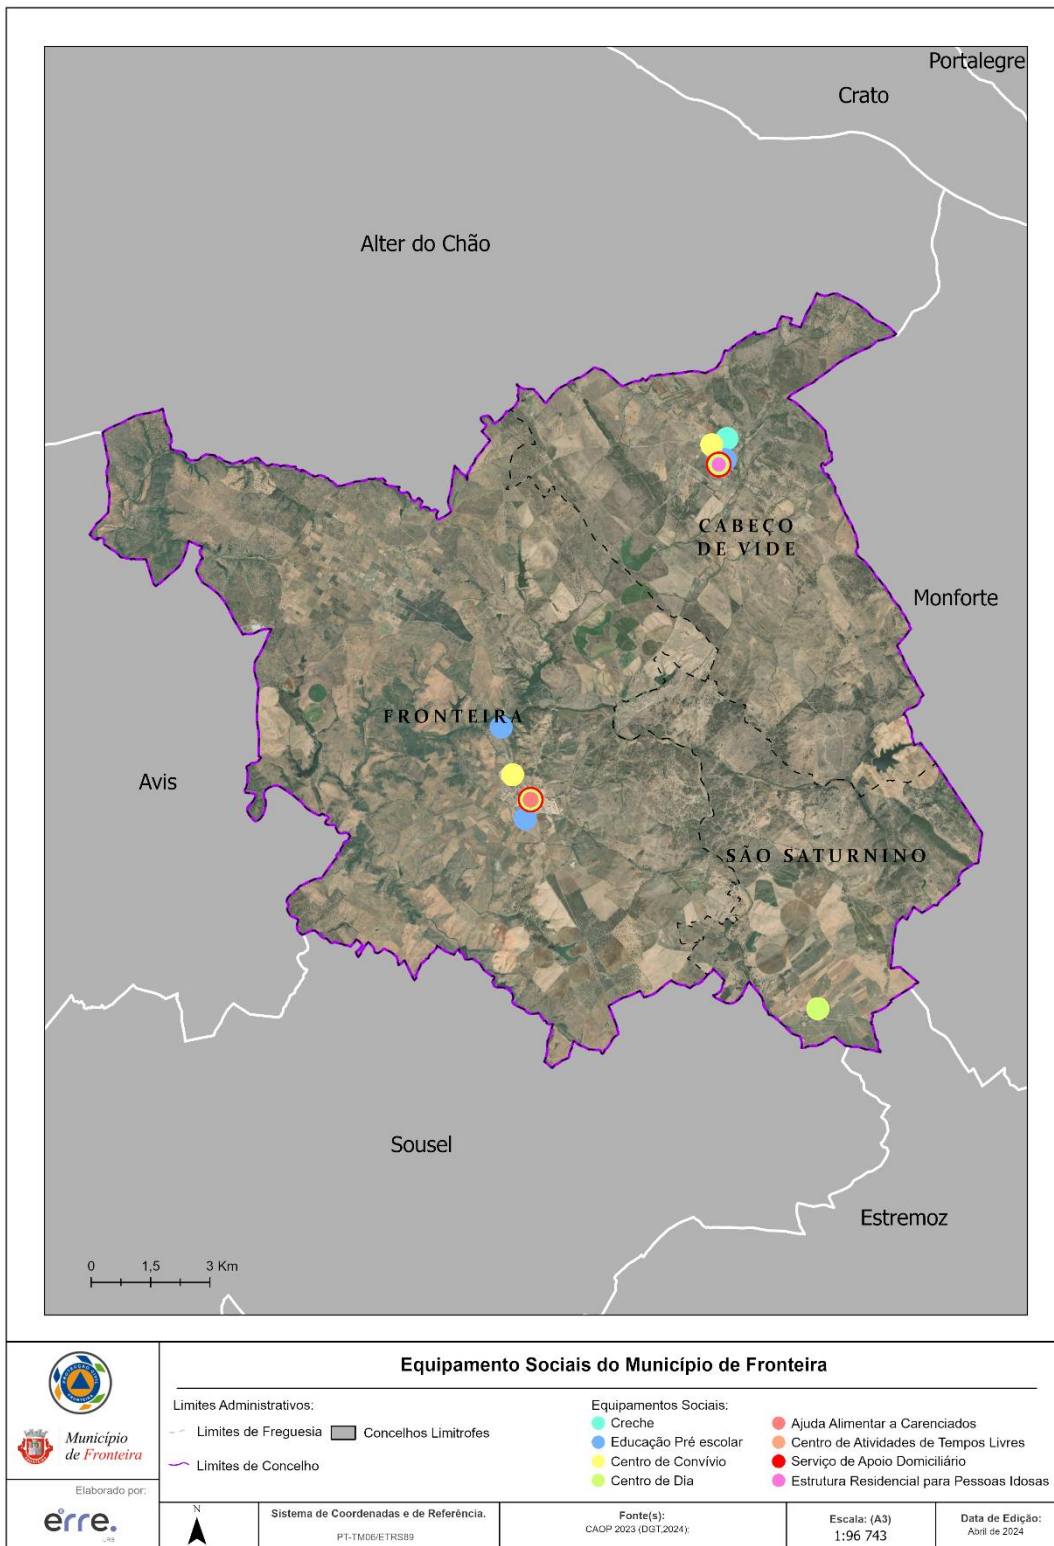 Portalegre
Crato
Alter do Chão
CABEÇO
DE VIDE
Monforte
FRONTEIRA
Avis
SÃO SATURNINO
Sousel
Estremoz
0 1,5 3 Km
Equipamento Sociais do Município de Fronteira
Município
de Fronteira
Limites Administrativos:
Limites de Freguesia
Concelhos Limitrofes
Limites de Concelho
Equipamentos Sociais:
Creche
Educação Pré escolar
Centro de Convívio
Centro de Dia
Ajuda Alimentar a Carenciados
Centro de Atividades de Tempos Livres
Serviço de Apoio Domiciliário
Estrutura Residencial para Pessoas Idosas
Elaborado por:
erre.
N
Sistema de Coordenadas e de Referência.
PT-TM06/ETRS89
Fonte(s):
CAOP 2023 (DGT,2024);
Escala: (A3)
1:96 743
Data de Edição:
Abril de 2024